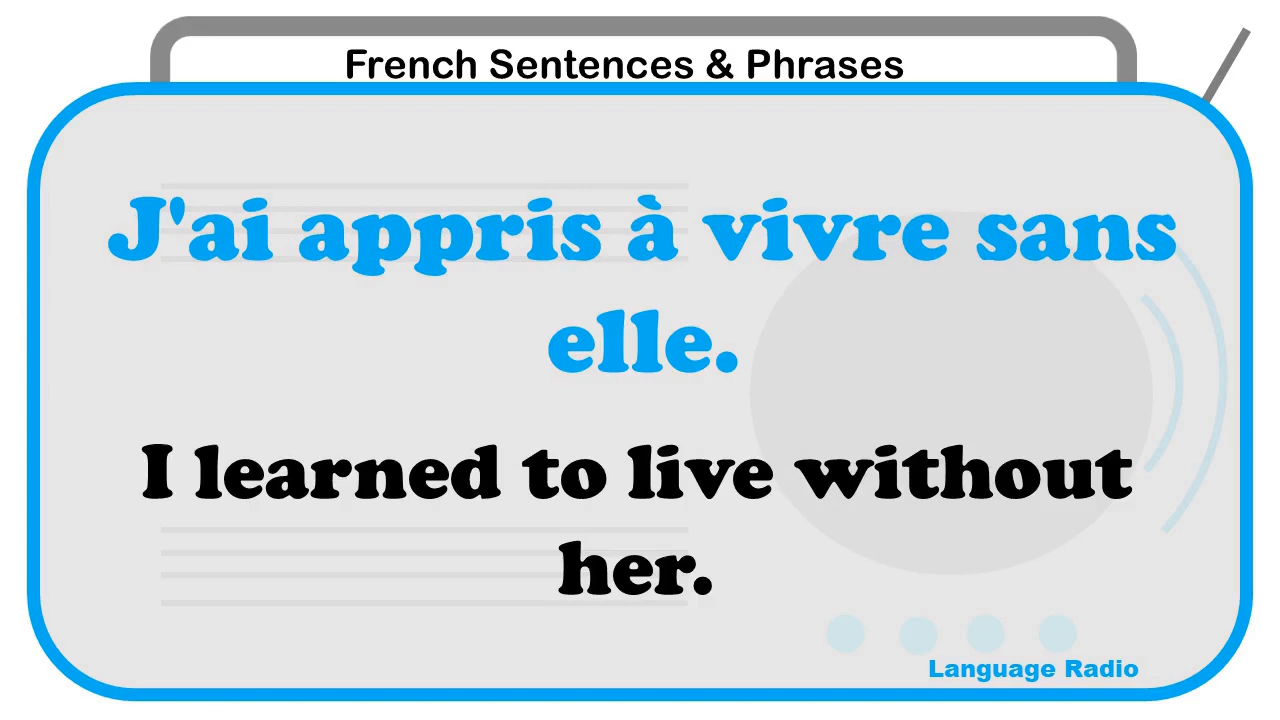 French Sentences & Phrases
J'ai appris à vivre sans
elle.
I learned to live without
her.
Language Radio